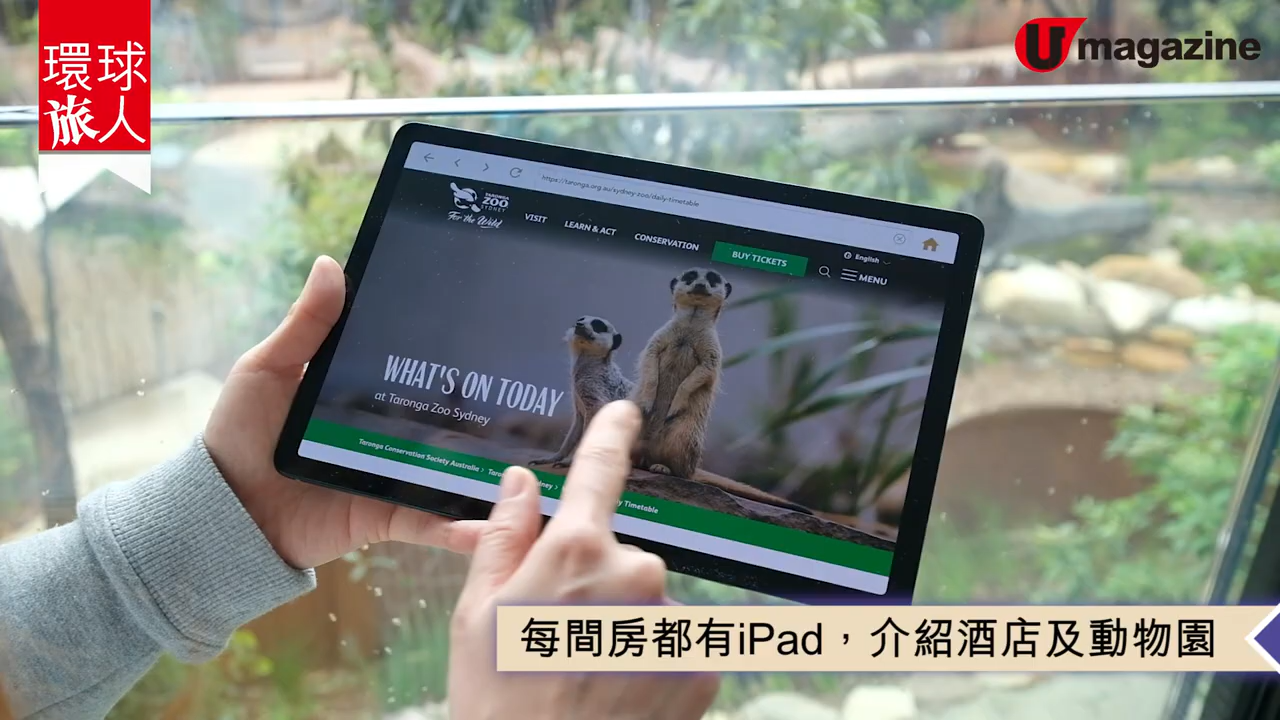 環球
旅人
U magazine
https://taronga.org.au/sydney-zoo/daily-timetable
TARONGA
ZOO
SYDNEY
For the Wild
VISIT
LEARN & ACT
CONSERVATION
BUY TICKETS
English
MENU
WHAT'S ON TODAY
at Taronga Zoo Sydney
Taronga Conservation Society Australia
Timetable
每間房都有iPad，介紹酒店及動物園